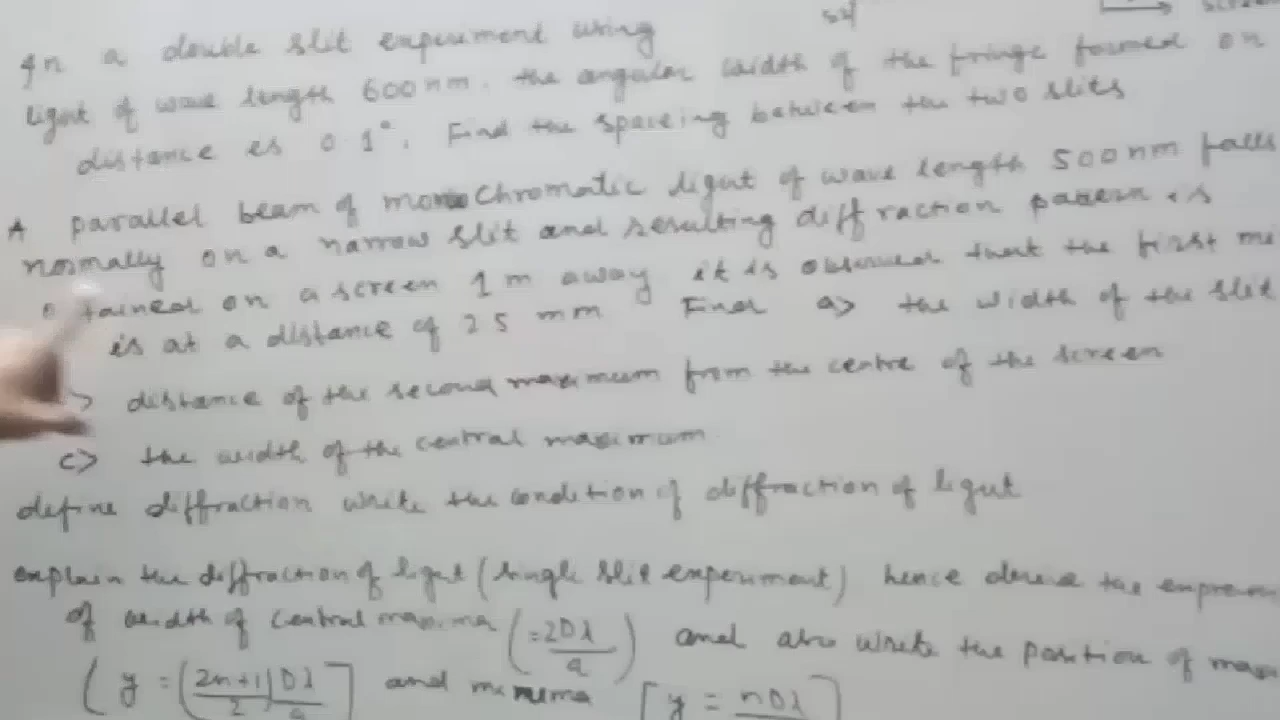 In a double slit experiment using
light of wave length 600 nm. the angular width of the fringe formed on
distance is 0.1°. Find the spacing between the two slits
A parallel beam of monochromatic light of wave length 500 nm falls
normally on a narrow slit and resulting diffraction patern is
tained on a screen 1 m away it is observed that the first mi
is at a distance of 25 mm Find a> the width of the slit
> distance of the second maximum from the centre of the screen
c> the width of the central maximum
define diffraction write the condition of diffraction of light
explain the diffraction of light (single slit experiment) hence derive the expression
of width of central maxima (= 2Dλ/a) and also write the position of max
( y = (2n+1)/2 Dλ/a ] and minima [ y = nDλ ]